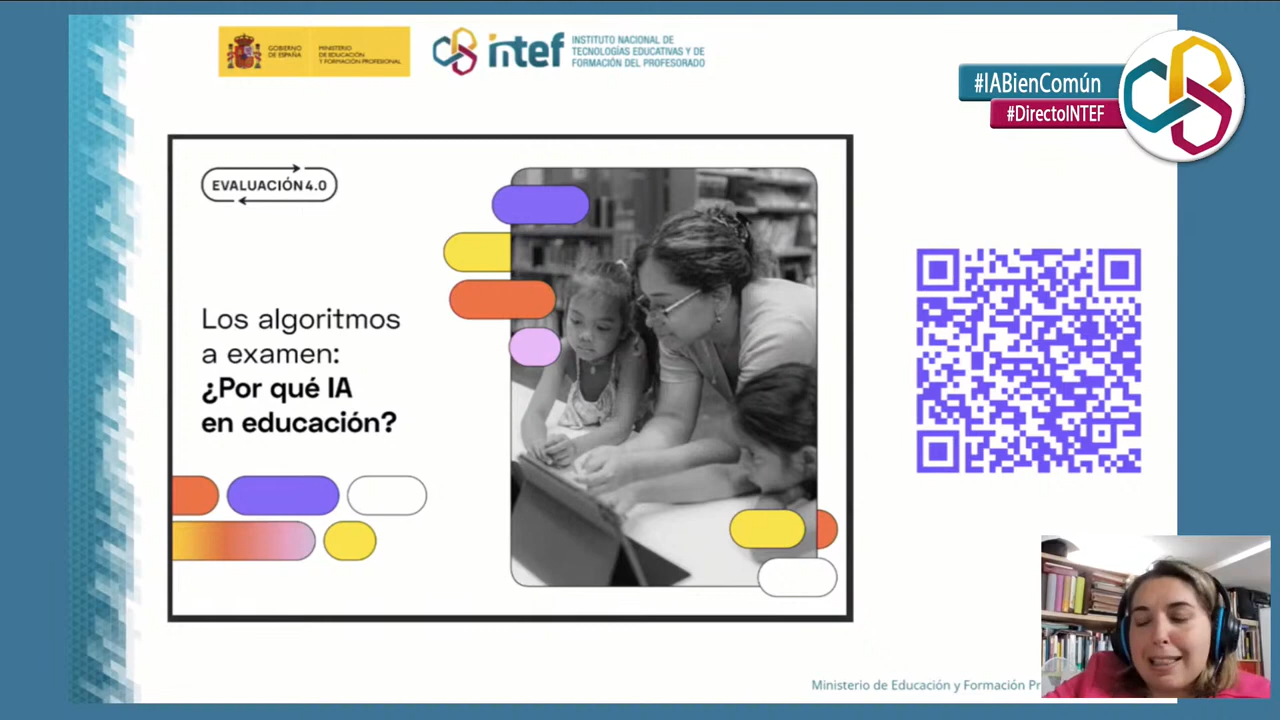 GOBIERNO
DE ESPAÑA
MINISTERIO
DE EDUCACIÓN
Y FORMACIÓN PROFESIONAL
intef
INSTITUTO NACIONAL DE
TECNOLOGÍAS EDUCATIVAS Y DE
FORMACIÓN DEL PROFESORADO
#IABienComún
#DirectoINTEF
EVALUACIÓN 4.0
Los algoritmos
a examen:
¿Por qué IA
en educación?
Ministerio de Educación y Formación Pr